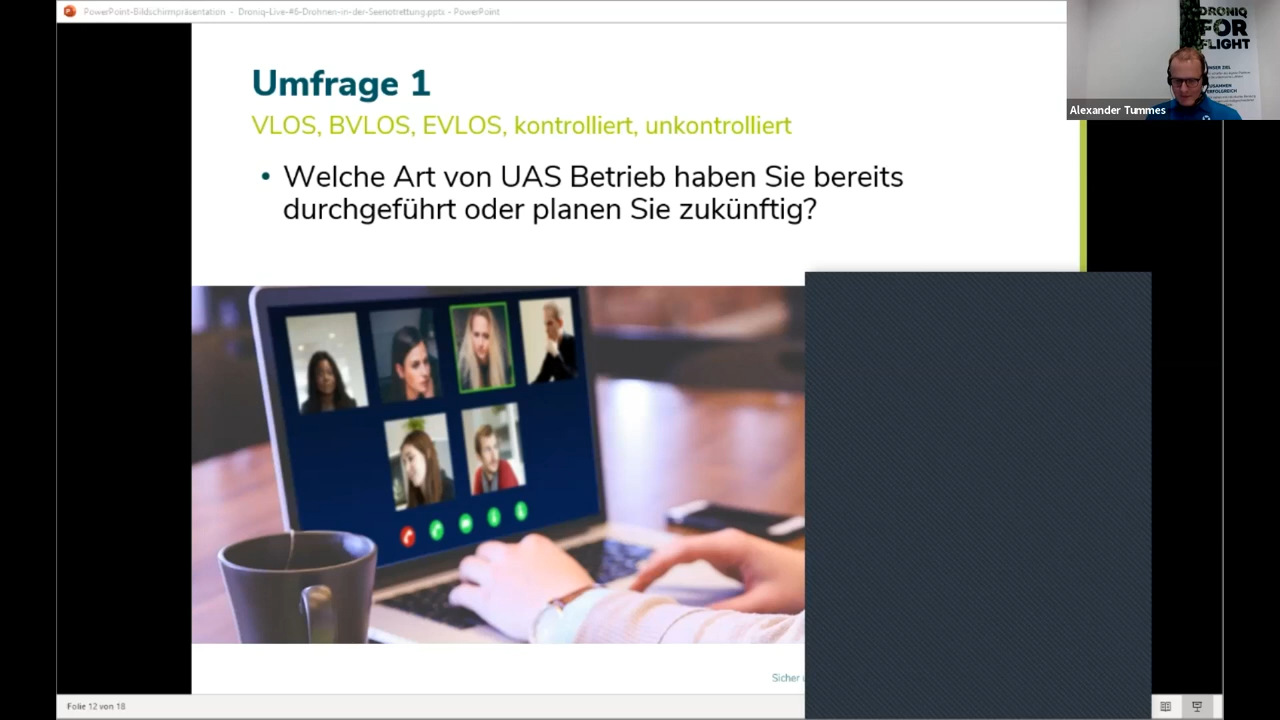 PowerPoint-Bildschirmpräsentation - Droniq-Live-#6-Drohnen-in-der-Seenotrettung.pptx - PowerPoint
DRONIQ
FOR
FLIGHT
Alexander Tummes
Umfrage 1
VLOS, BVLOS, EVLOS, kontrolliert, unkontrolliert
• Welche Art von UAS Betrieb haben Sie bereits
durchgeführt oder planen Sie zukünftig?
Sicher
Folie 12 von 18